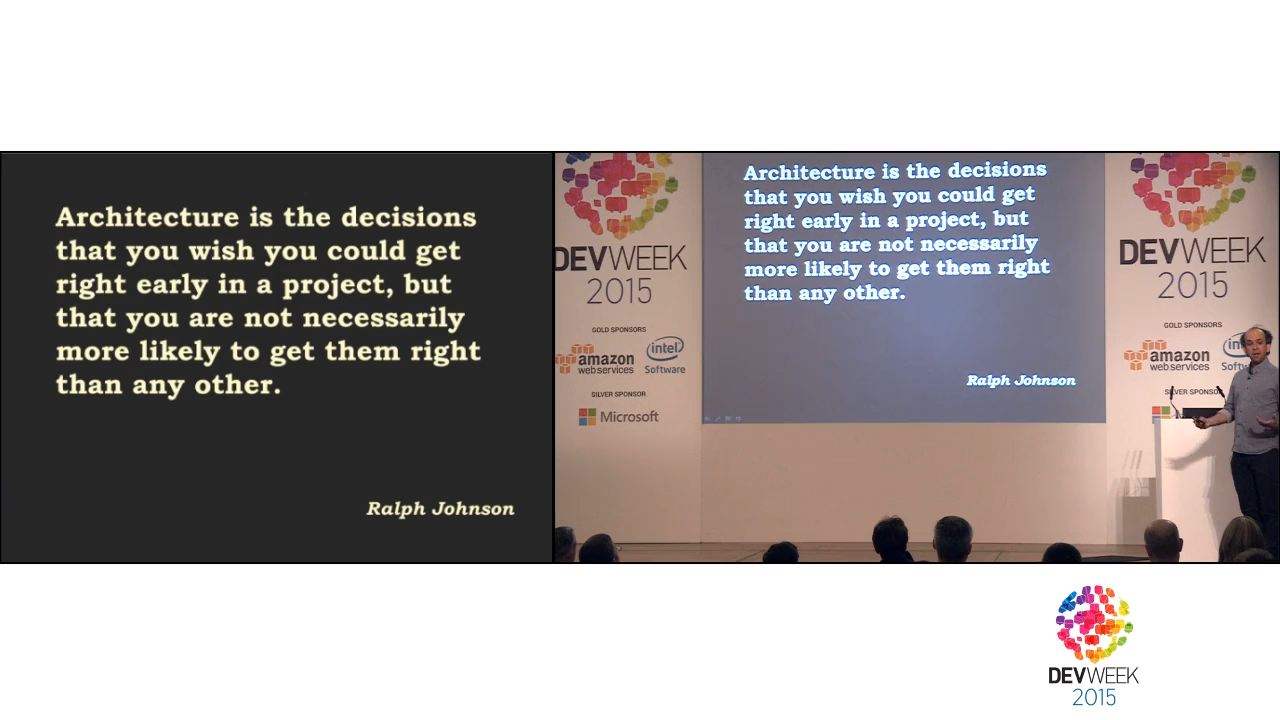 Architecture is the decisions
that you wish you could get
right early in a project, but
that you are not necessarily
more likely to get them right
than any other.
Ralph Johnson
DEVWEEK
2015
GOLD SPONSORS
amazon
webservices
intel
Software
SILVER SPONSOR
Microsoft
Architecture is the decisions
that you wish you could get
right early in a project, but
that you are not necessarily
more likely to get them right
than any other.
Ralph Johnson
DEVWEEK
2015
GOLD SPONSORS
amazon
webservices
SILVER SPONSOR
DEVWEEK
2015